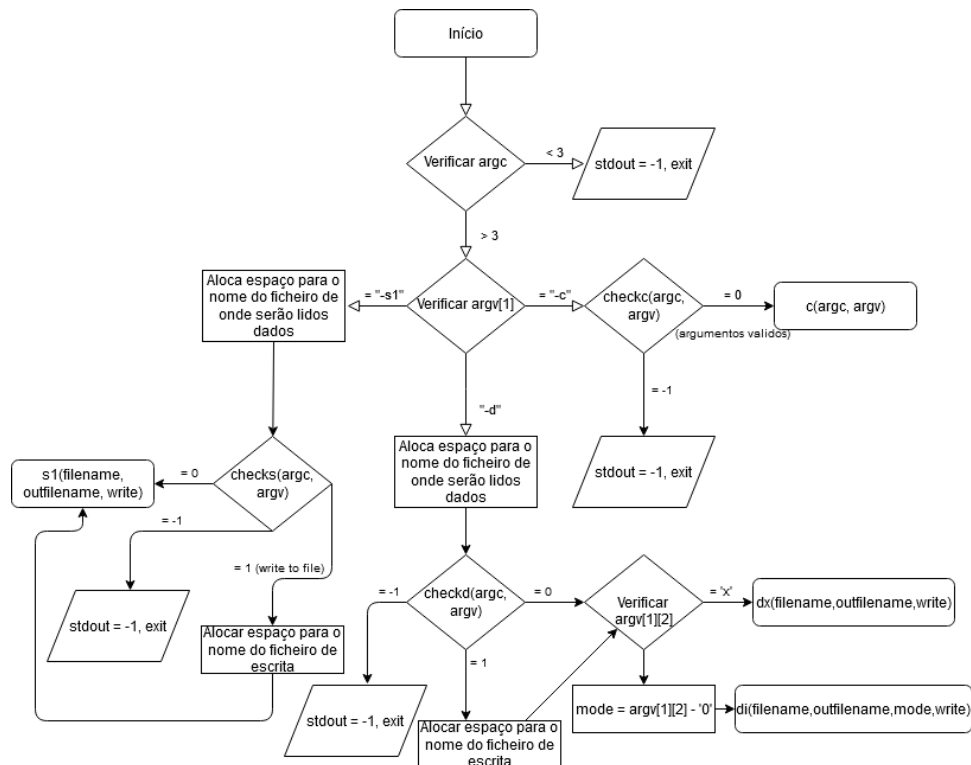 Início
Verificar argc
< 3
stdout = -1, exit
> 3
Aloca espaço para o
nome do ficheiro de
onde serão lidos
dados
= "-s1"
Verificar argv[1]
= "-c"
checkc(argc,
argv)
= 0
(argumentos validos)
c(argc, argv)
= -1
stdout = -1, exit
"-d"
Aloca espaço para o
nome do ficheiro de
onde serão lidos
dados
s1(filename,
outfilename, write)
= 0
checks(argc,
argv)
= -1
= 1 (write to file)
stdout = -1, exit
Alocar espaço para o
nome do ficheiro de
escrita
= -1
checkd(argc,
argv)
= 0
Verificar
argv[1][2]
= 'x'
dx(filename,outfilename,write)
= 1
stdout = -1, exit
Alocar espaço para o
nome do ficheiro de
escrita
mode = argv[1][2] - '0'
di(filename,outfilename,mode,write)